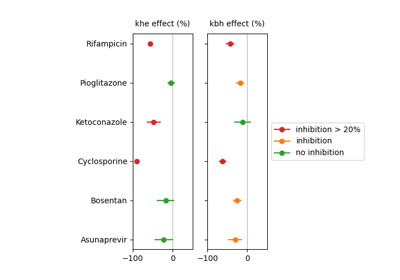 khe effect (%) kbh effect (%)
Rifampicin
Pioglitazone
Ketoconazole
Cyclosporine
Bosentan
Asunaprevir
inhibition > 20%
inhibition
no inhibition
−100 0 −100 0